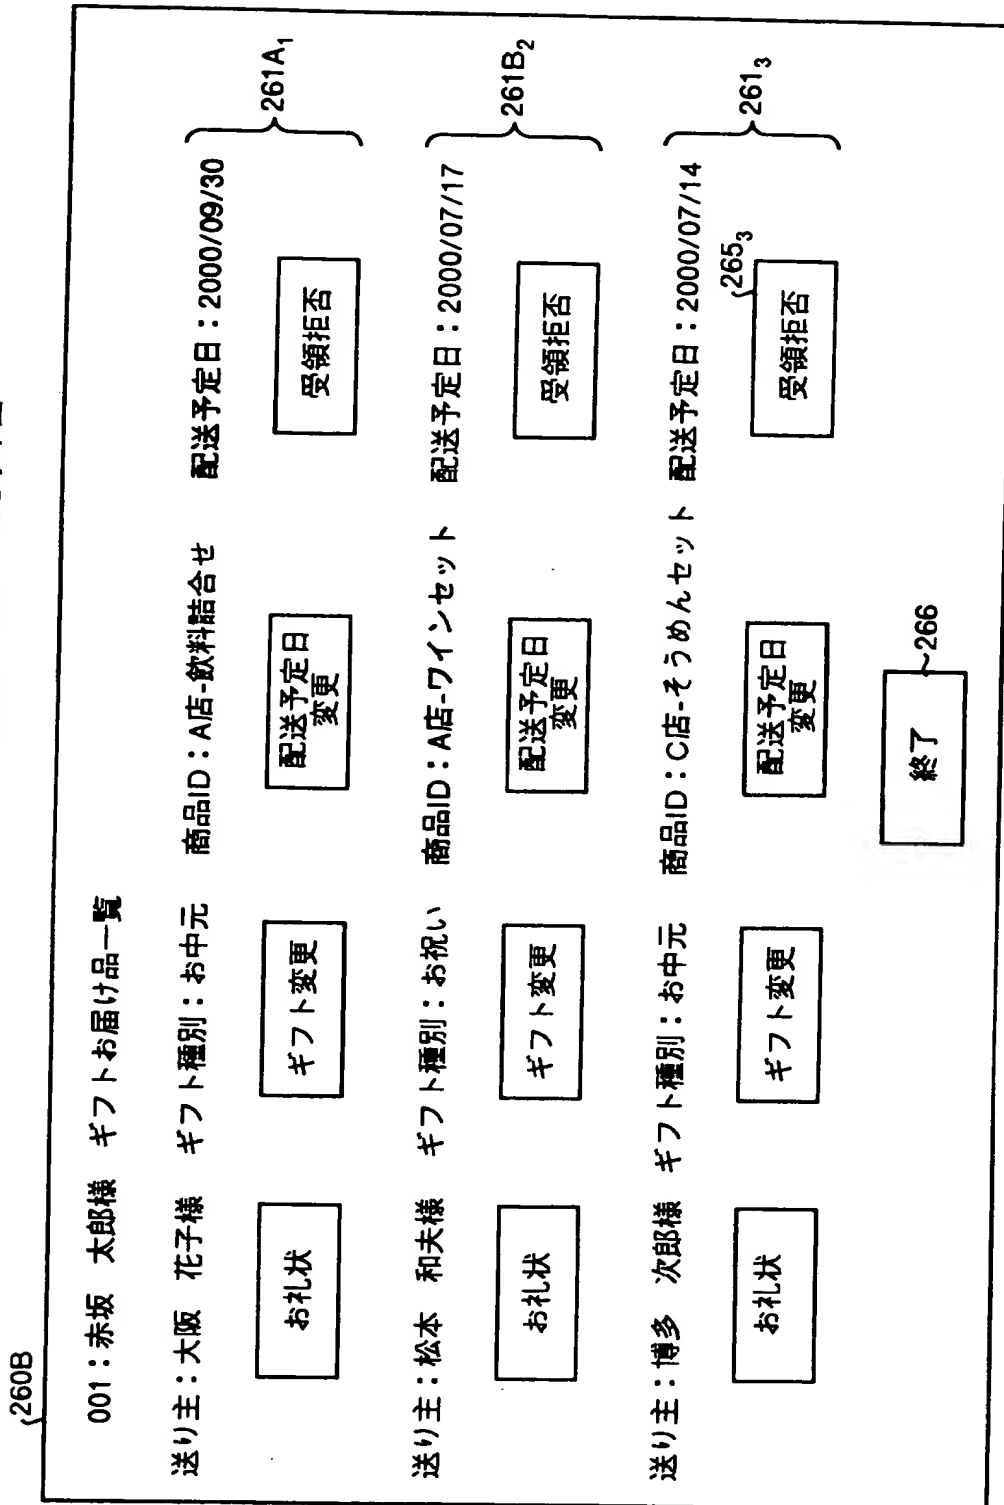 260B
001：赤坂　太郎様　ギフトお届け品一覧
送り主：大阪　花子様　ギフト種別：お中元　商品ID：A店-飲料詰合せ　配送予定日：2000/09/30
お礼状　ギフト変更　配送予定日変更　受領拒否
261A₁
送り主：松本　和夫様　ギフト種別：お祝い　商品ID：A店-ワインセット　配送予定日：2000/07/17
お礼状　ギフト変更　配送予定日変更　受領拒否
261B₂
送り主：博多　次郎様　ギフト種別：お中元　商品ID：C店-そうめんセット　配送予定日：2000/07/14
265₃
お礼状　ギフト変更　配送予定日変更　受領拒否
261₃
終了
266